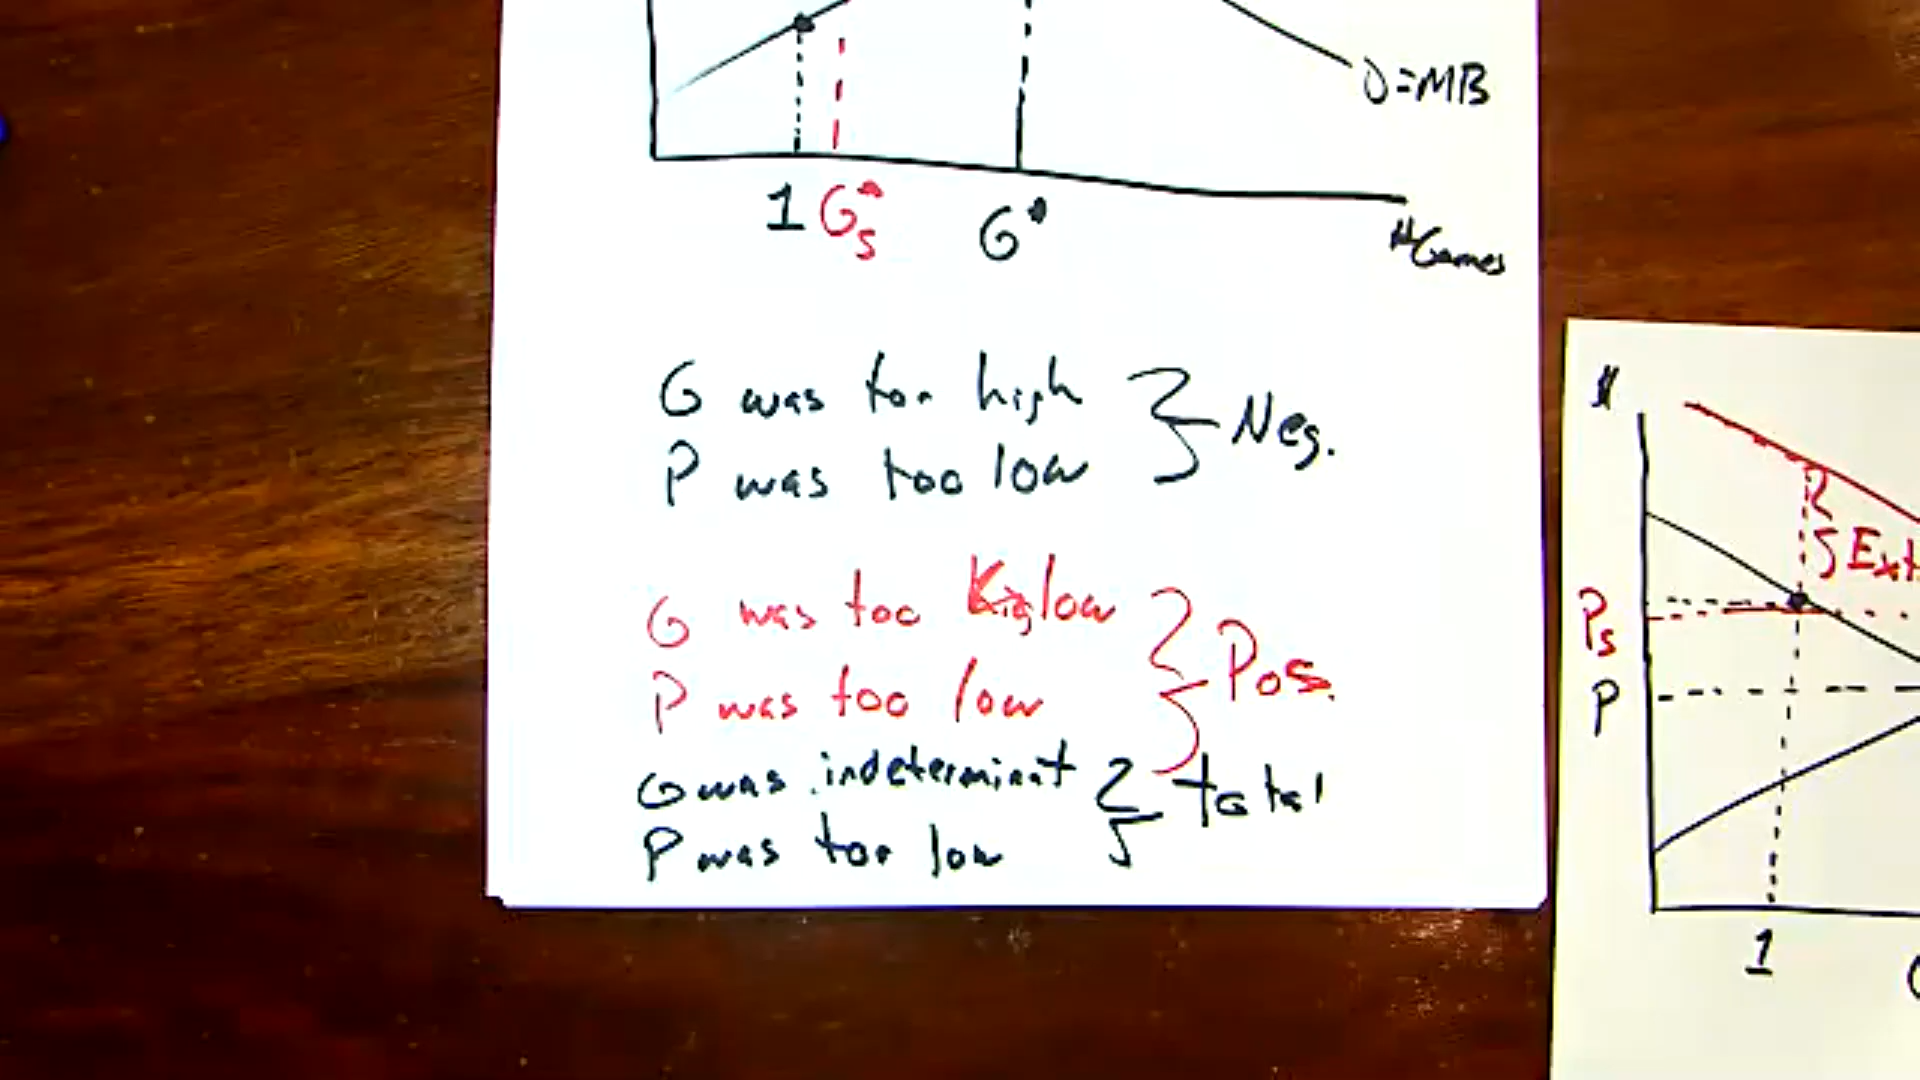 D=MB
1 G*s G*
#Games
G was too high } Neg.
P was too low
G was too low } Pos.
P was too low
G was indeterminant } total
P was too low
$
Ext
Ps
P
1